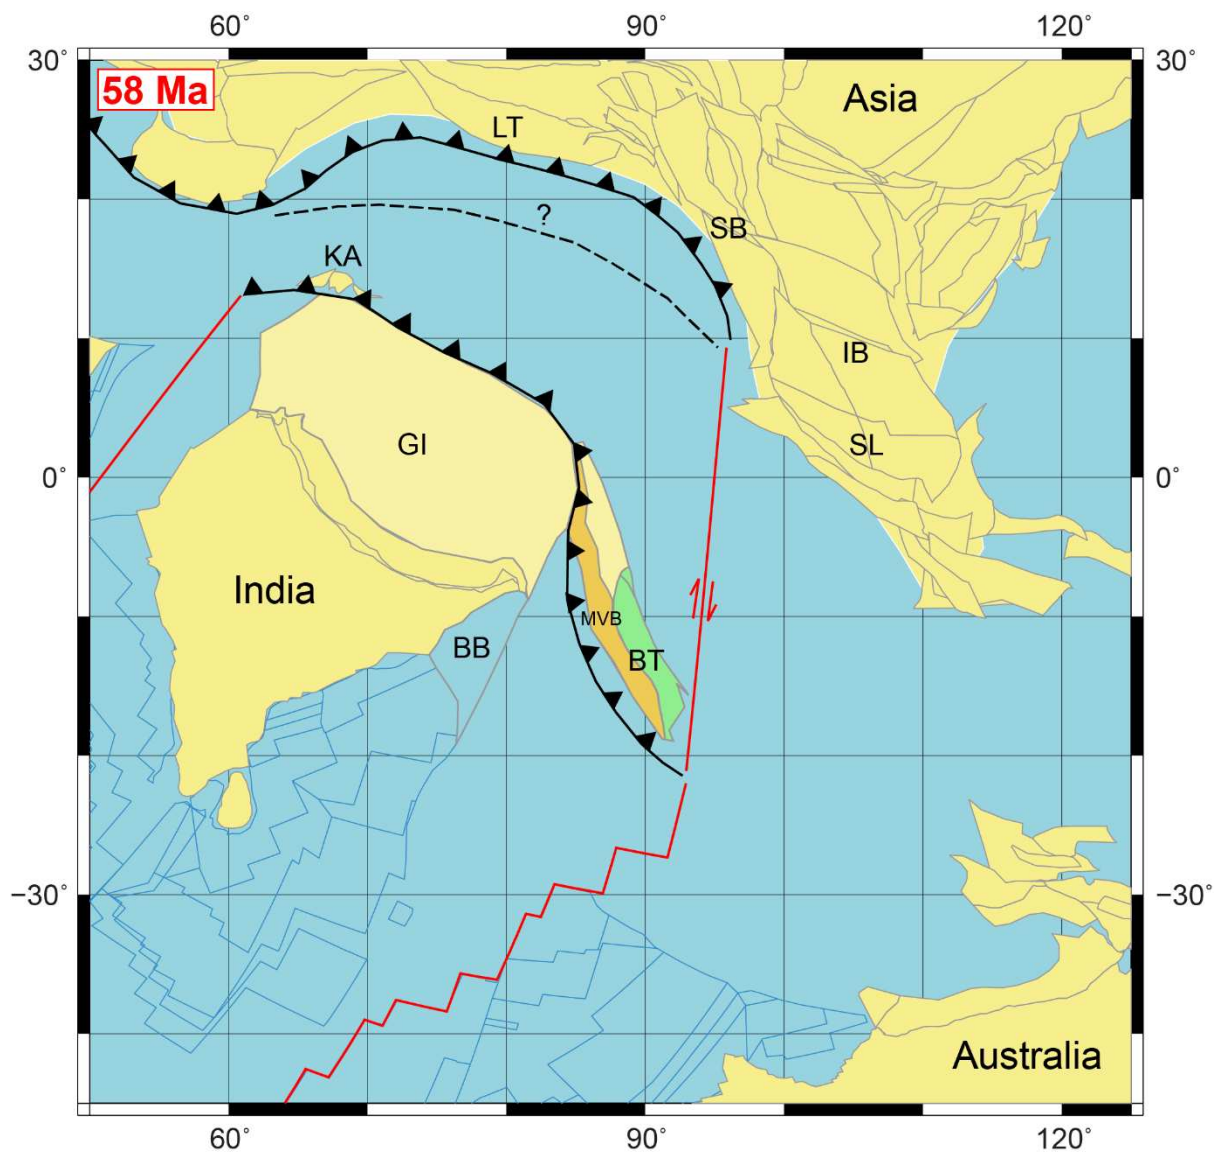 60° 90° 120°
30° 30°
58 Ma
Asia
LT
SB
?
KA
IB
GI
SL
0° 0°
India
MVB
BB
BT
−30° −30°
Australia
60° 90° 120°